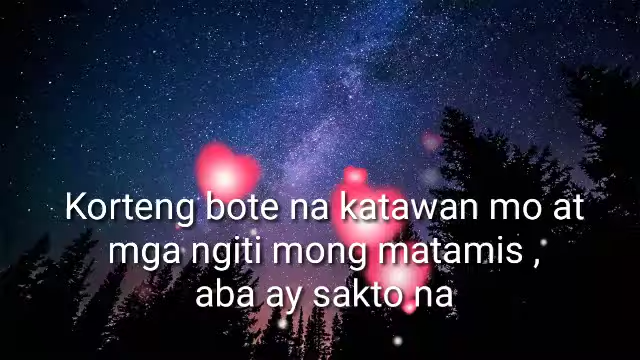 Korteng bote na katawan mo at
mga ngiti mong matamis ,
aba ay sakto na